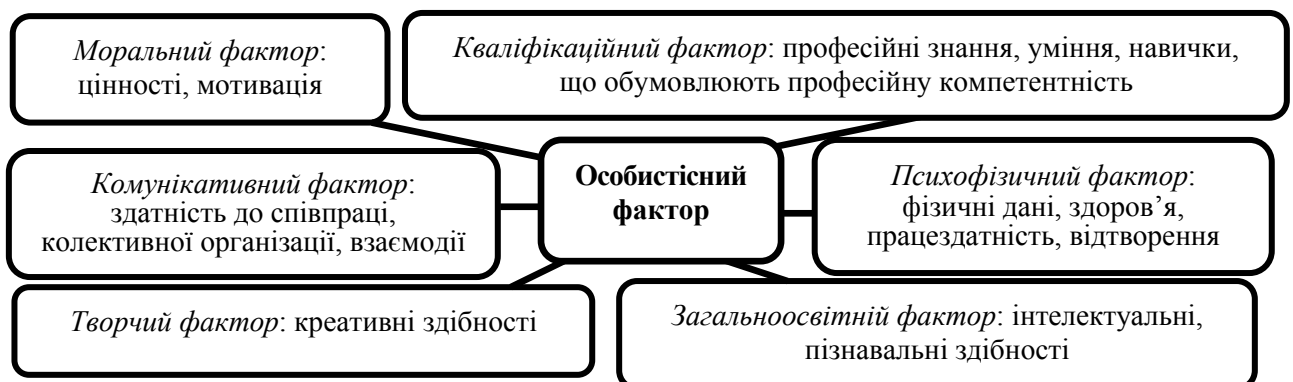 Моральний фактор:
цінності, мотивація
Кваліфікаційний фактор: професійні знання, уміння, навички,
що обумовлюють професійну компетентність
Комунікативний фактор:
здатність до співпраці,
колективної організації, взаємодії
Особистісний
фактор
Психофізичний фактор:
фізичні дані, здоров’я,
працездатність, відтворення
Творчий фактор: креативні здібності
Загальноосвітній фактор: інтелектуальні,
пізнавальні здібності